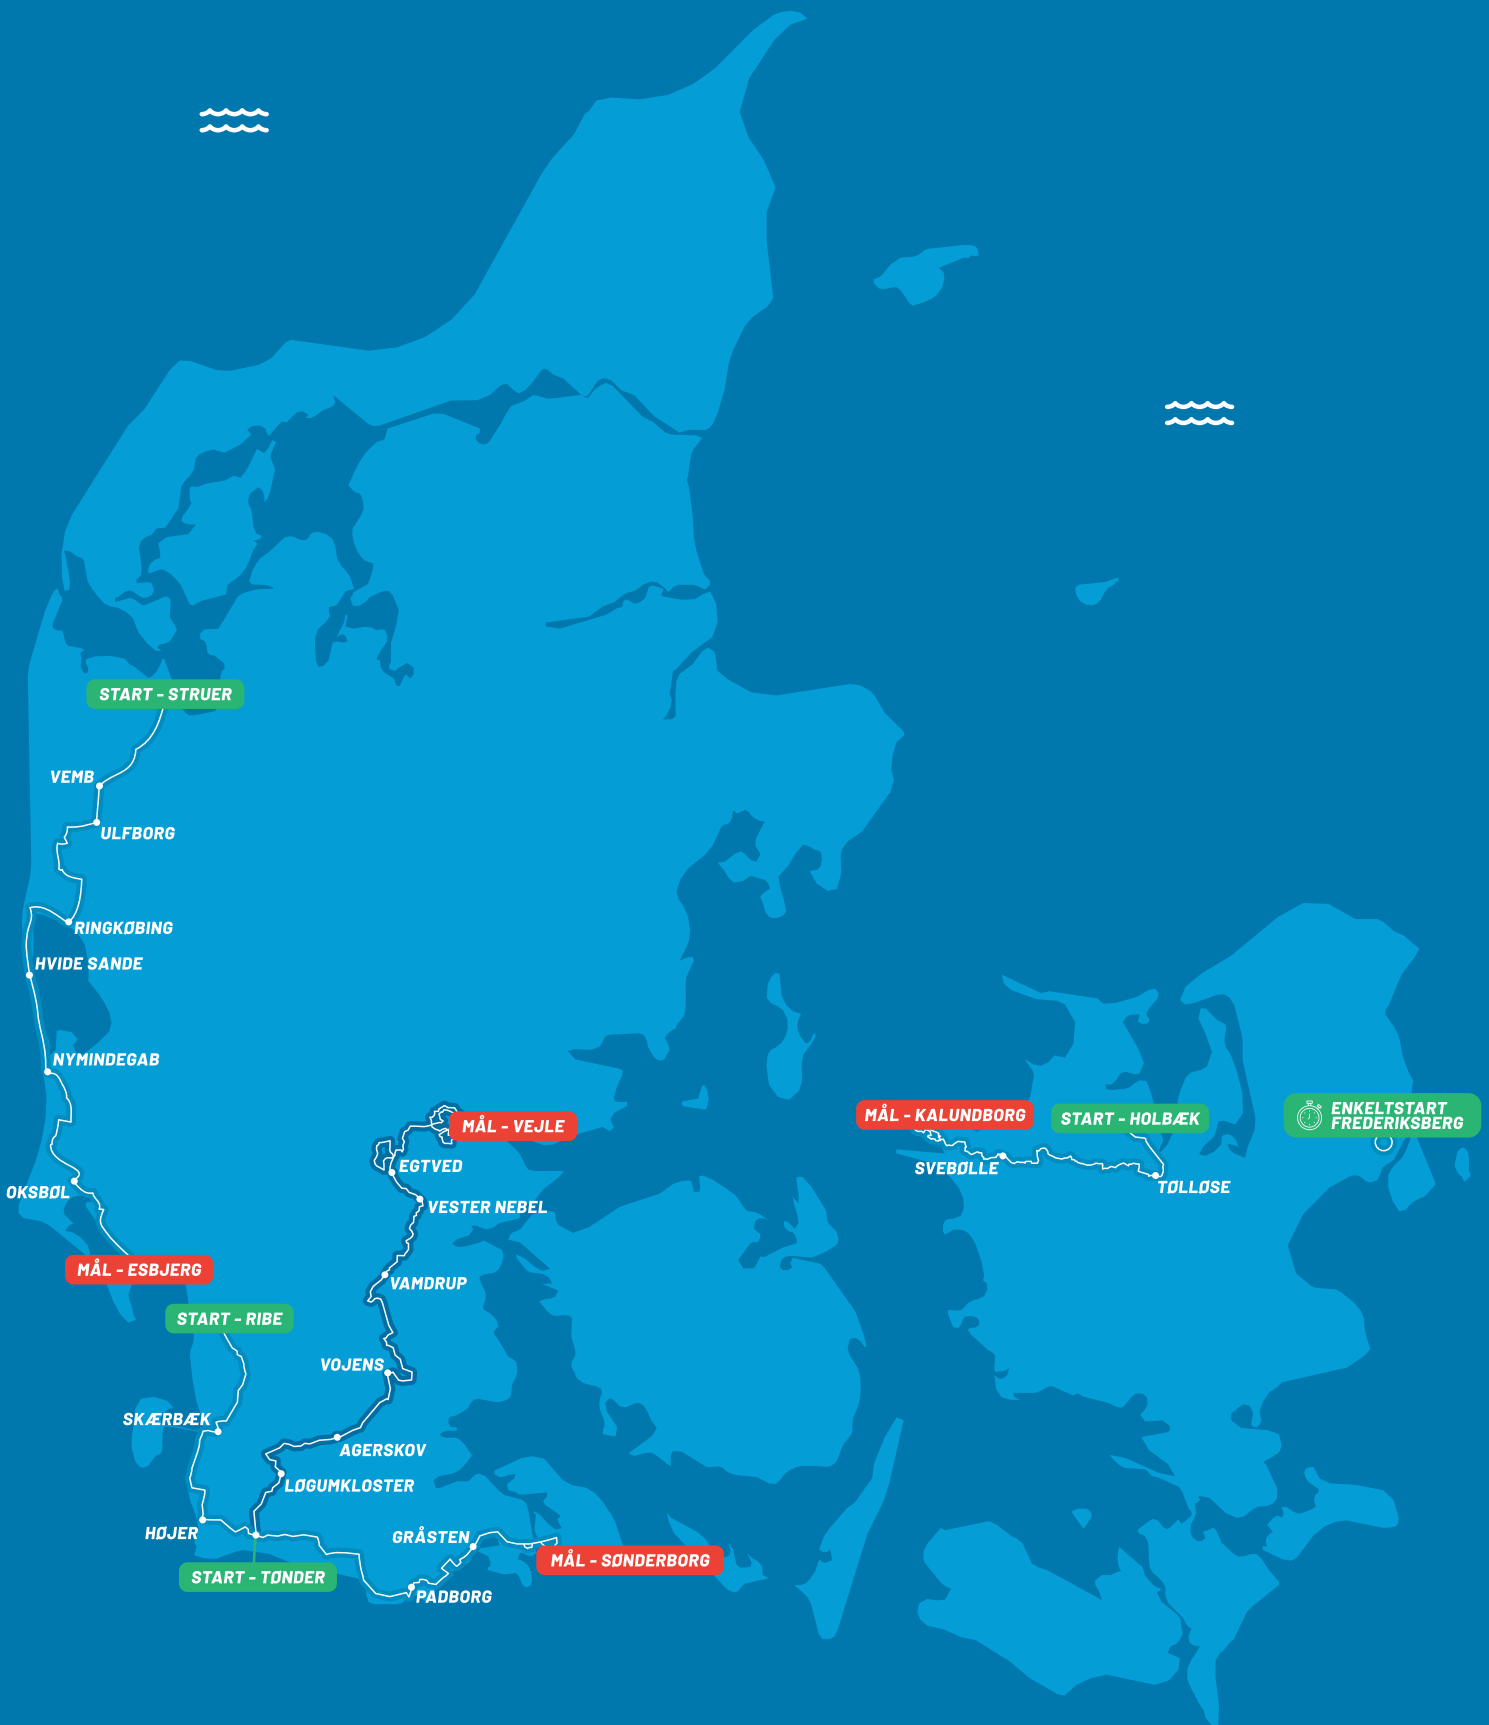 START - STRUER
VEMB
ULFBORG
RINGKØBING
HVIDE SANDE
NYMINDEGAB
OKSBØL
MÅL - ESBJERG
START - RIBE
SKÆRBÆK
HØJER
START - TØNDER
MÅL - VEJLE
EGTVED
VESTER NEBEL
VAMDRUP
VOJENS
AGERSKOV
LØGUMKLOSTER
GRÅSTEN
MÅL - SØNDERBORG
PADBORG
MÅL - KALUNDBORG
START - HOLBÆK
SVEBØLLE
TØLLØSE
ENKELTSTART
FREDERIKSBERG